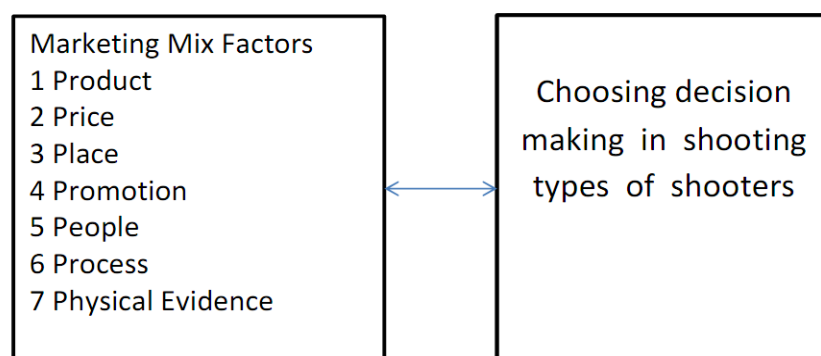 Marketing Mix Factors
1 Product
2 Price
3 Place
4 Promotion
5 People
6 Process
7 Physical Evidence
Choosing decision
making in shooting
types of shooters